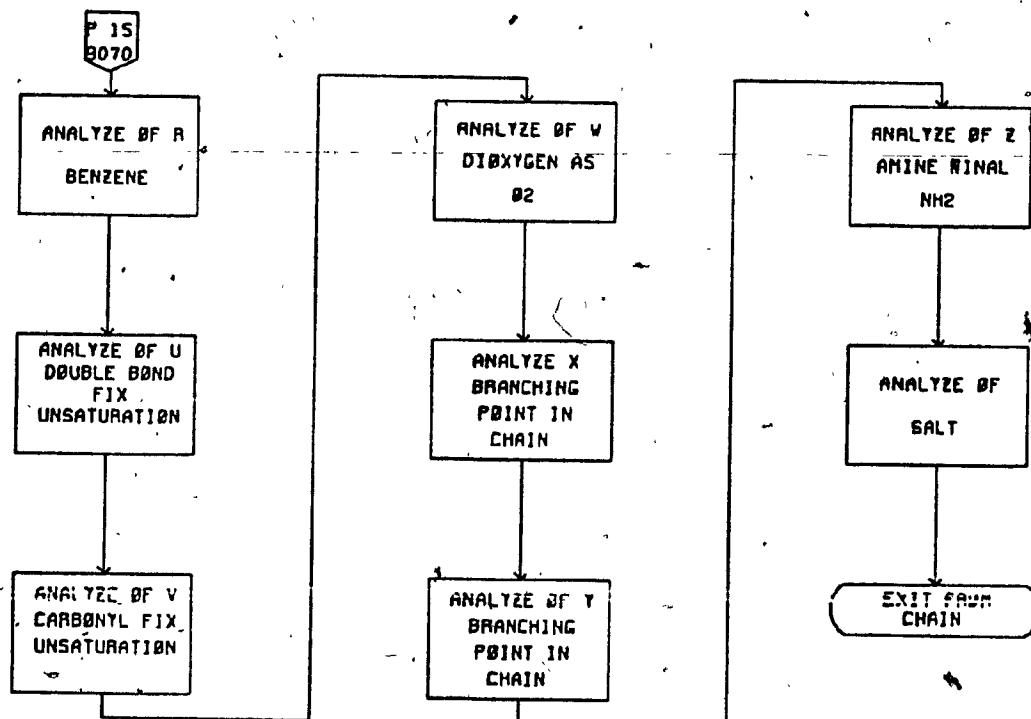 P 15
9070
ANALYZE ØF R
BENZENE
ANALYZE ØF U
DØUBLE BØND
FIX
UNSATURATIØN
ANALYZE ØF V
CARBØNYL FIX
UNSATURATIØN
ANALYZE ØF W
DIØXYGEN AS
Ø2
ANALYZE X
BRANCHING
PØINT IN
CHAIN
ANALYZE ØF Y
BRANCHING
PØINT IN
CHAIN
ANALYZE ØF Z
AMINE
NH2
ANALYZE ØF
SALT
EXIT FRØM
CHAIN